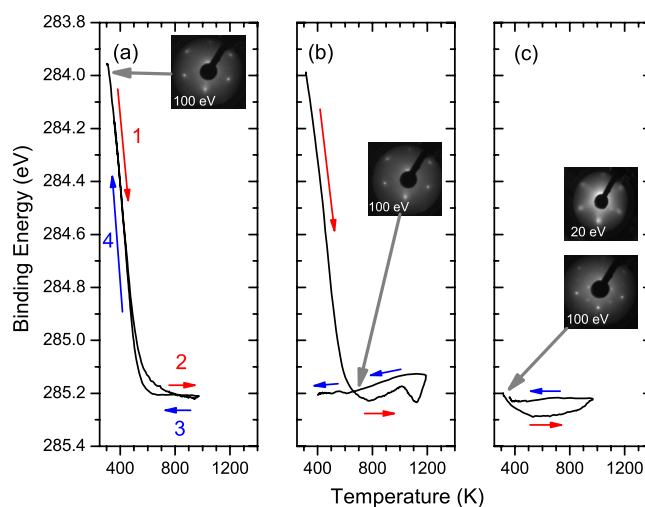 283.8
284.0
284.2
284.4
284.6
284.8
285.0
285.2
285.4
Binding Energy (eV)
(a)
100 eV
1
4
2
3
(b)
100 eV
(c)
20 eV
100 eV
400 800 1200
400 800 1200
400 800 1200
Temperature (K)